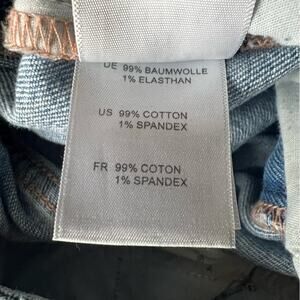 DE 99% BAUMWOLLE
1% ELASTHAN
US 99% COTTON
1% SPANDEX
FR 99% COTON
1% SPANDEX